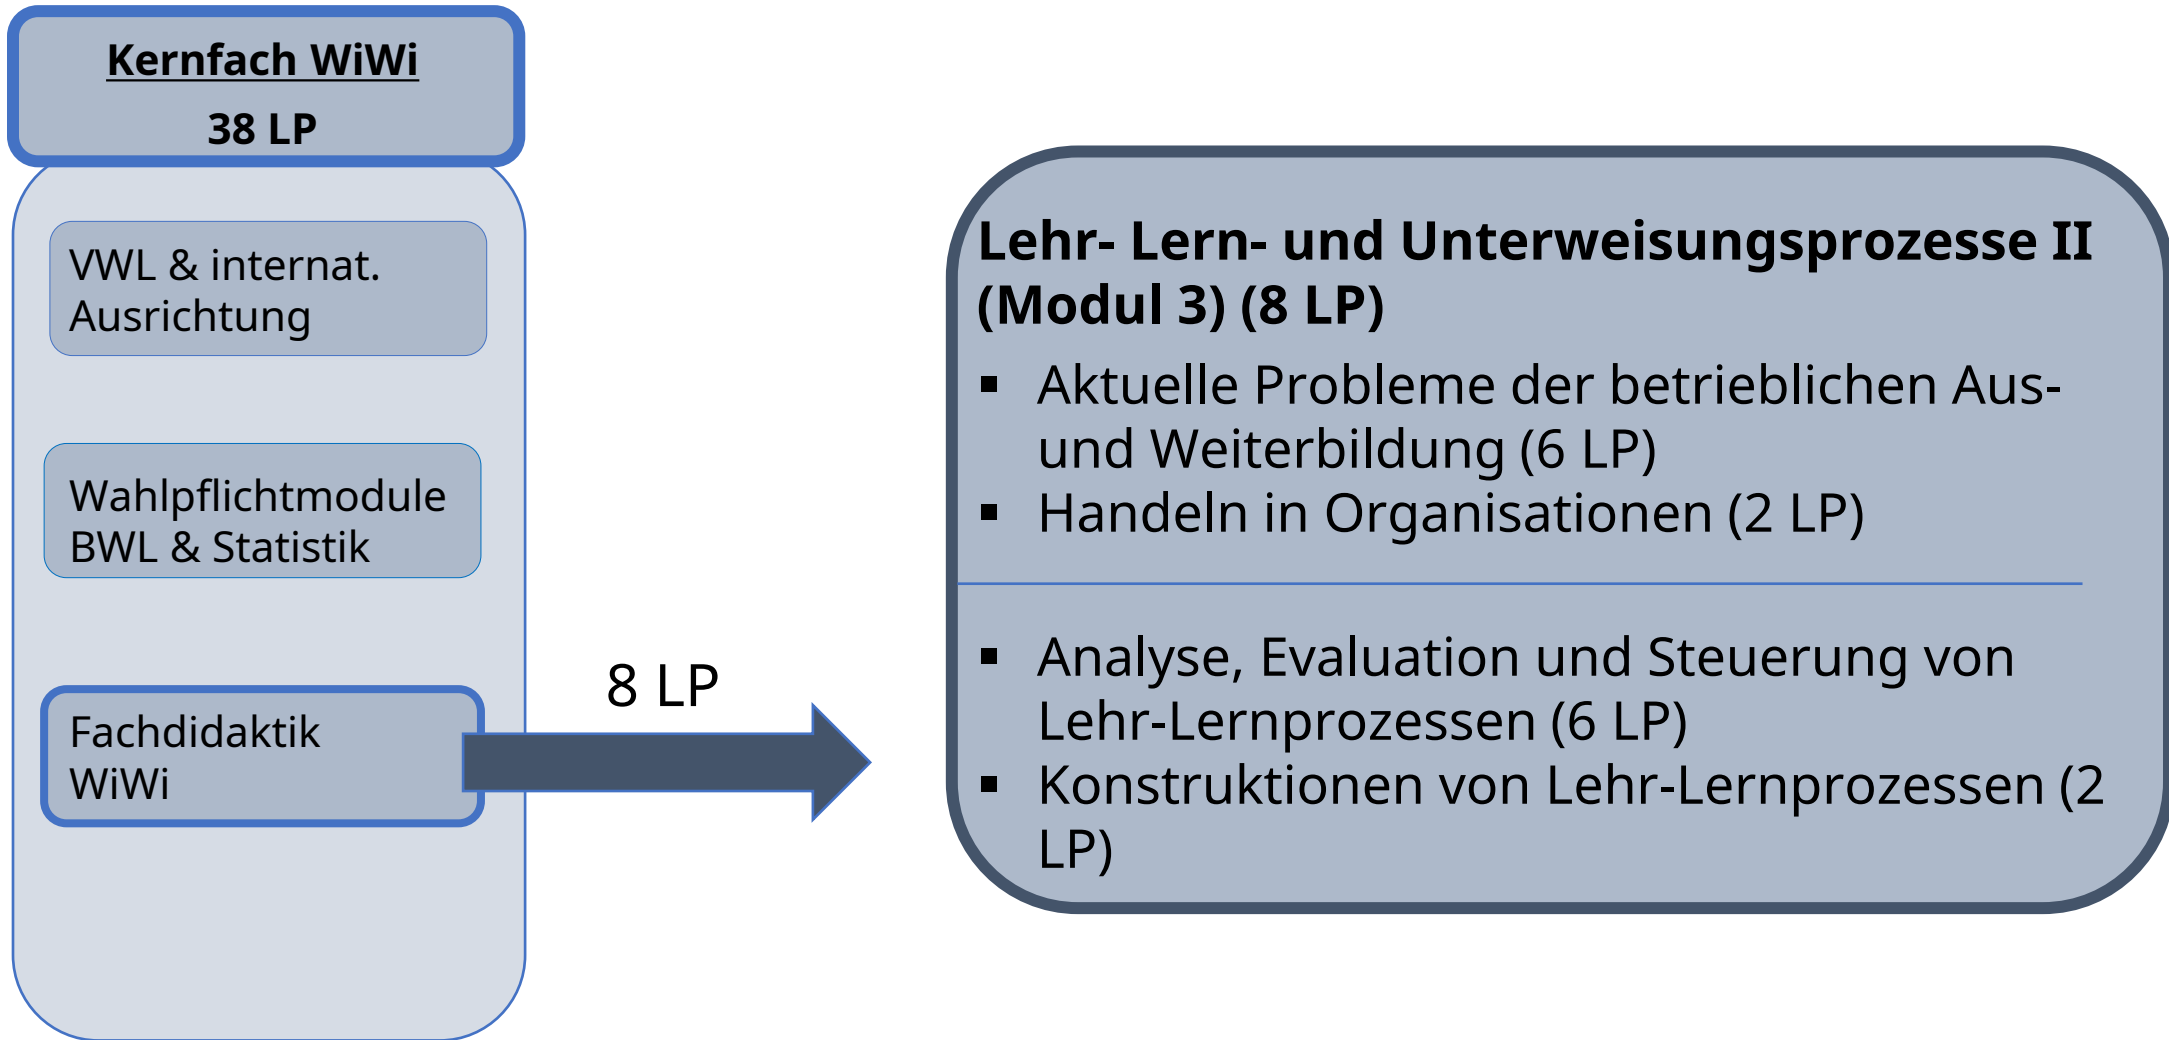 Kernfach WiWi
38 LP
VWL & internat.
Ausrichtung
Wahlpflichtmodule
BWL & Statistik
Fachdidaktik
WiWi
8 LP
Lehr- Lern- und Unterweisungsprozesse II
(Modul 3) (8 LP)
▪ Aktuelle Probleme der betrieblichen Aus-
und Weiterbildung (6 LP)
▪ Handeln in Organisationen (2 LP)
▪ Analyse, Evaluation und Steuerung von
Lehr-Lernprozessen (6 LP)
▪ Konstruktionen von Lehr-Lernprozessen (2
LP)